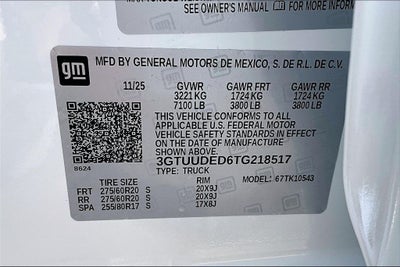 SEE OWNER'S MANUAL
gm
MFD BY GENERAL MOTORS DE MEXICO, S. DE R.L. DE C.V.
11/25 GVWR GAWR FRT GAWR RR
3221 KG 1724 KG 1724 KG
7100 LB 3800 LB 3800 LB
THIS VEHICLE CONFORMS TO ALL
APPLICABLE U.S. FEDERAL MOTOR
VEHICLE SAFETY STANDARDS IN EFFECT
ON THE DATE OF MANUFACTURE SHOWN ABOVE.
3GTUUDED6TG218517
8624
TYPE: TRUCK MODEL: 67TK10543
TIRE SIZE RIM
FRT 275/60R20 S 20X9J
RR 275/60R20 S 20X9J
SPA 255/80R17 S 17X8J